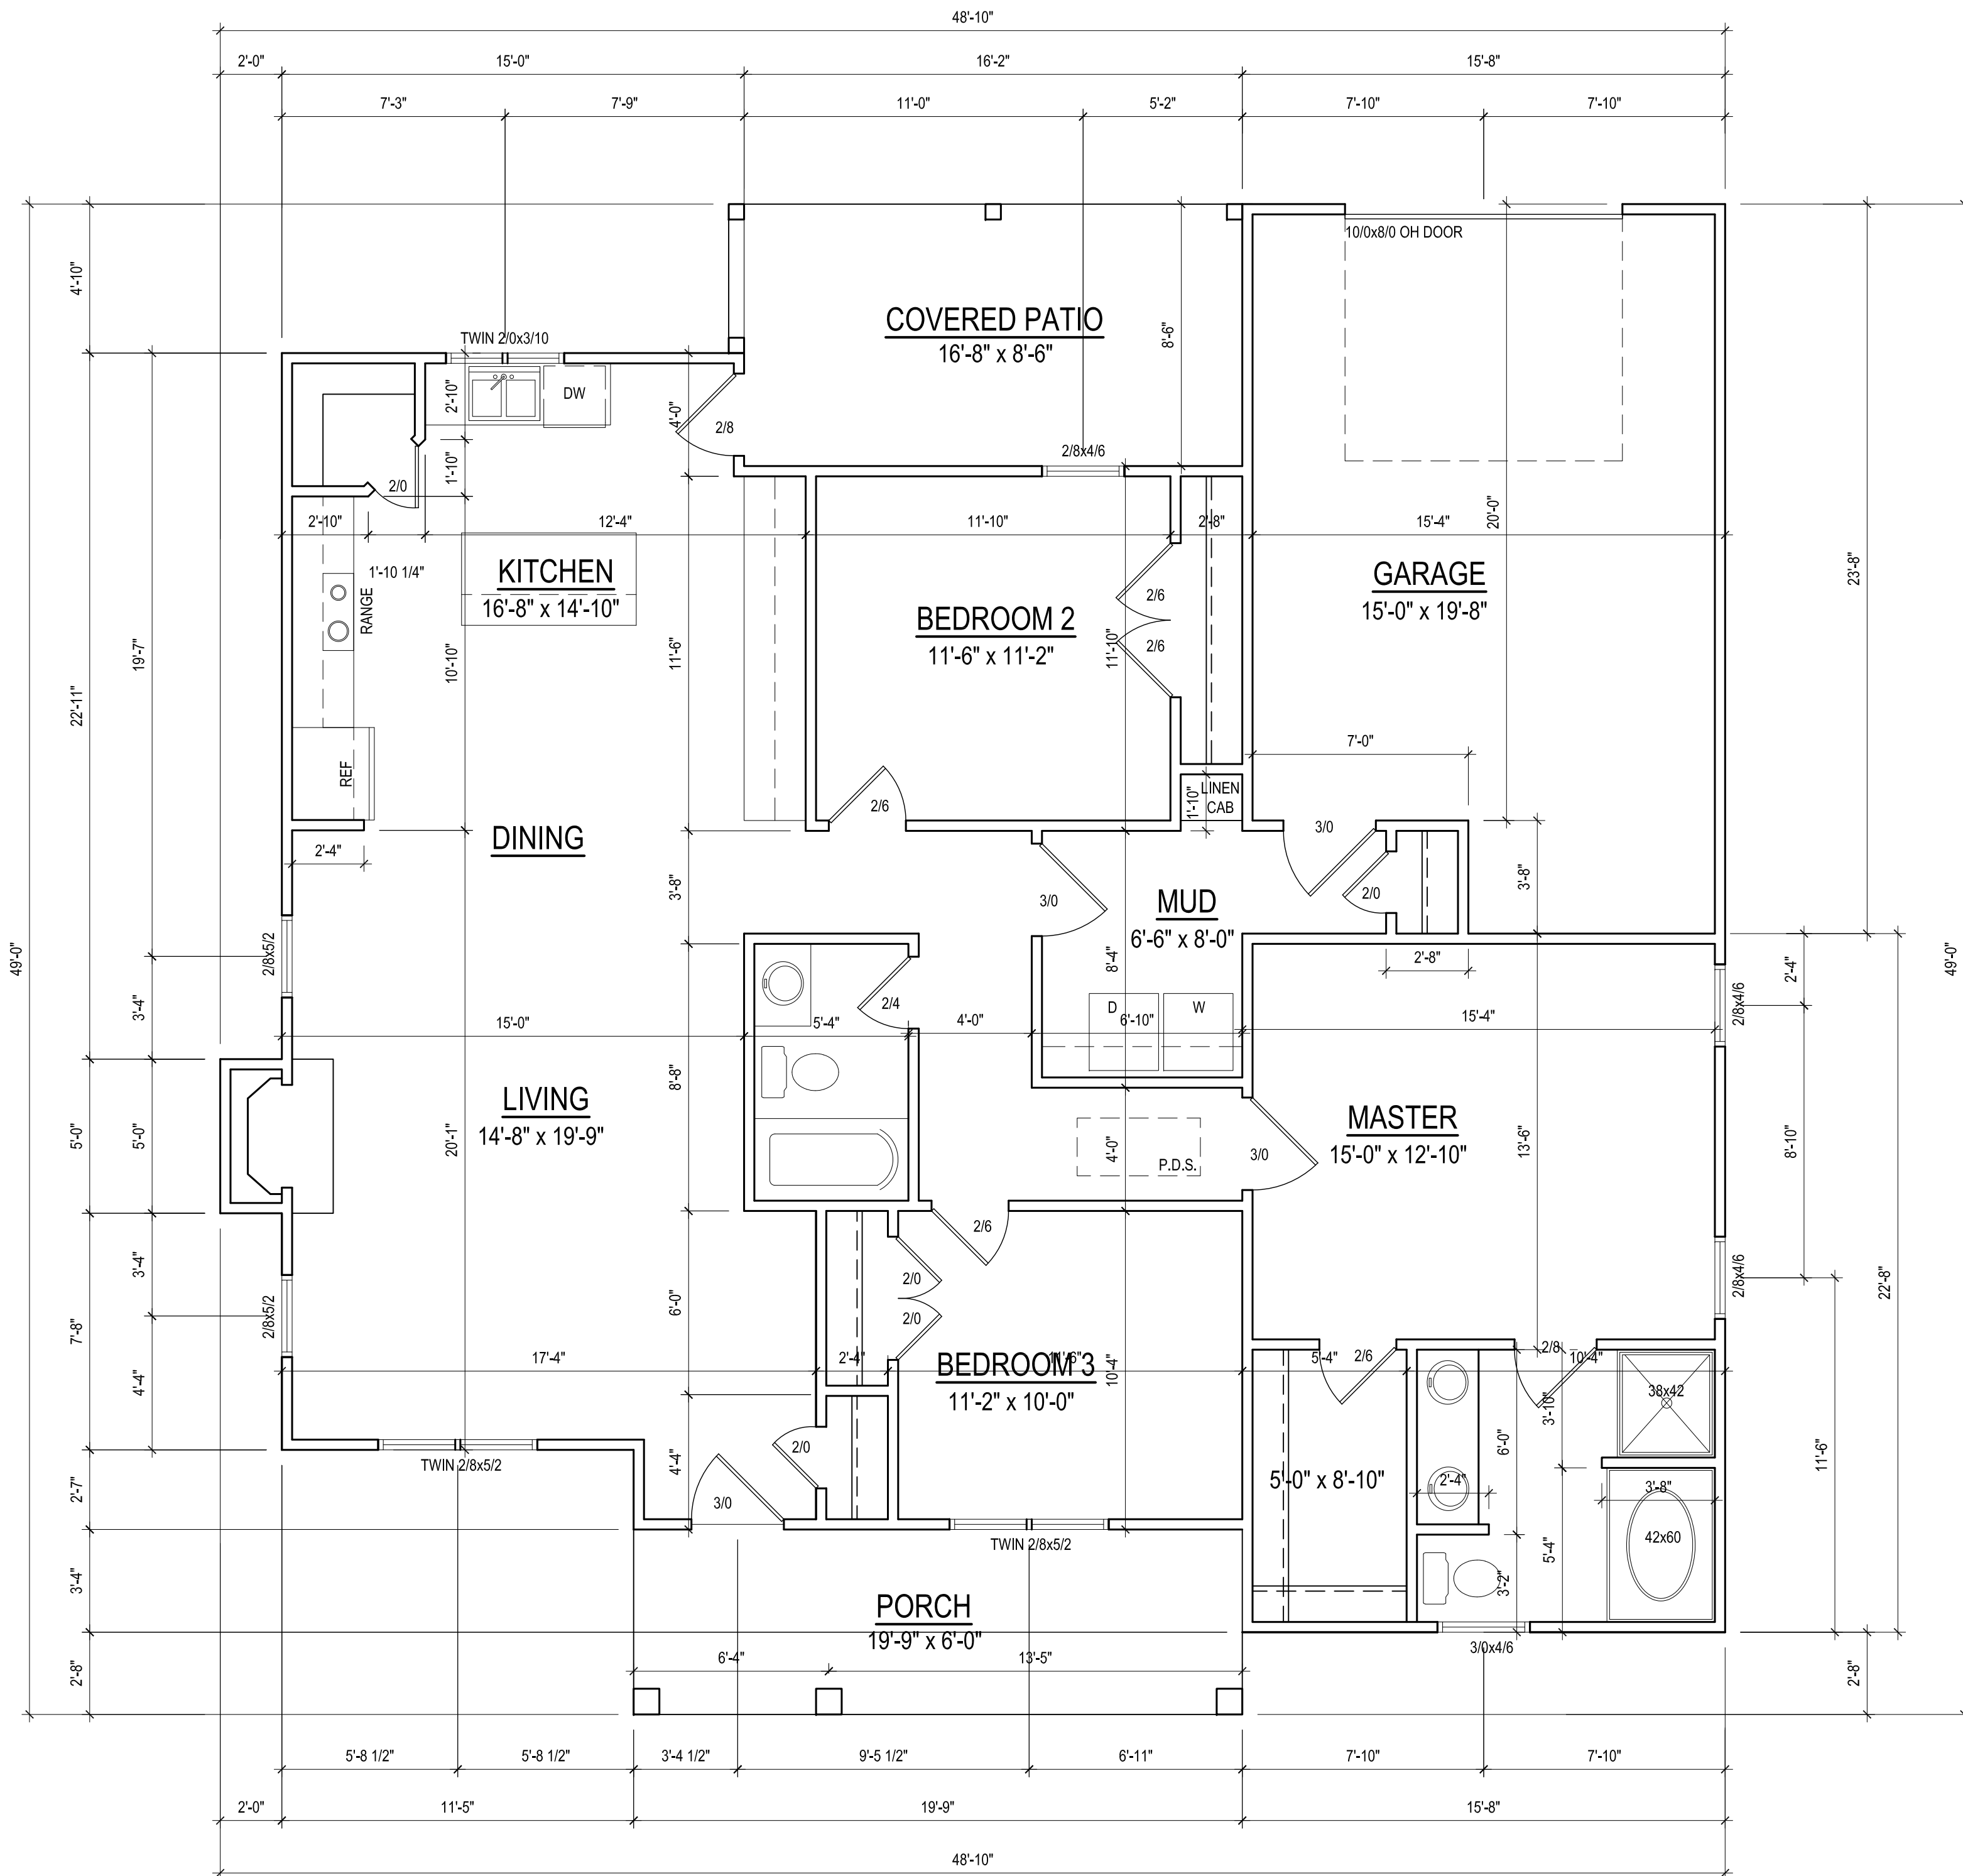 48'-10"
2'-0" 15'-0" 16'-2" 15'-8"
7'-3" 7'-9" 11'-0" 5'-2" 7'-10" 7'-10"
10/0x8/0 OH DOOR
4'-10"
COVERED PATIO
16'-8" x 8'-6"
8'-6"
TWIN 2/0x3/10
2'-10"
DW
4'-0"
2/8
2/8x4/6
1'-10"
2/0
2'-10" 12'-4" 11'-10" 2'-8" 15'-4"
20'-0"
1'-10 1/4"
KITCHEN
16'-8" x 14'-10"
RANGE
BEDROOM 2
11'-6" x 11'-2"
2/6
2/6
11'-10"
GARAGE
15'-0" x 19'-8"
23'-8"
19'-7"
22'-11"
10'-10"
11'-6"
REF
7'-0"
2/6
1'-10"
LINEN
CAB
3/0
DINING
2'-4"
3'-8"
3/0
MUD
6'-6" x 8'-0"
2/0
3'-8"
49'-0"
49'-0"
2/8x5/2
8'-4"
2'-8"
2'-4"
2/8x4/6
3'-4"
2/4
D W
15'-0" 5'-4" 4'-0" 6'-10" 15'-4"
8'-8"
LIVING
14'-8" x 19'-9"
5'-0"
5'-0"
20'-1"
4'-0"
P.D.S.
3/0
MASTER
15'-0" x 12'-10"
13'-6"
8'-10"
2/6
3'-4"
2/8x5/2
7'-8"
6'-0"
2/0
2/0
2/8x4/6
22'-8"
4'-4"
17'-4" 2'-4" 11'-6" 5'-4" 10'-4"
BEDROOM 3
11'-2" x 10'-0"
10'-4"
2/6
2/8
3'-10"
38x42
TWIN 2/8x5/2
4'-4"
2/0
3/0
2'-7"
6'-0"
11'-6"
5'-0" x 8'-10"
2'-4"
3'-8"
42x60
5'-4"
3'-2"
TWIN 2/8x5/2
3'-4"
PORCH
19'-9" x 6'-0"
3/0x4/6
6'-4" 13'-5"
2'-8"
2'-8"
5'-8 1/2" 5'-8 1/2" 3'-4 1/2" 9'-5 1/2" 6'-11" 7'-10" 7'-10"
2'-0" 11'-5" 19'-9" 15'-8"
48'-10"